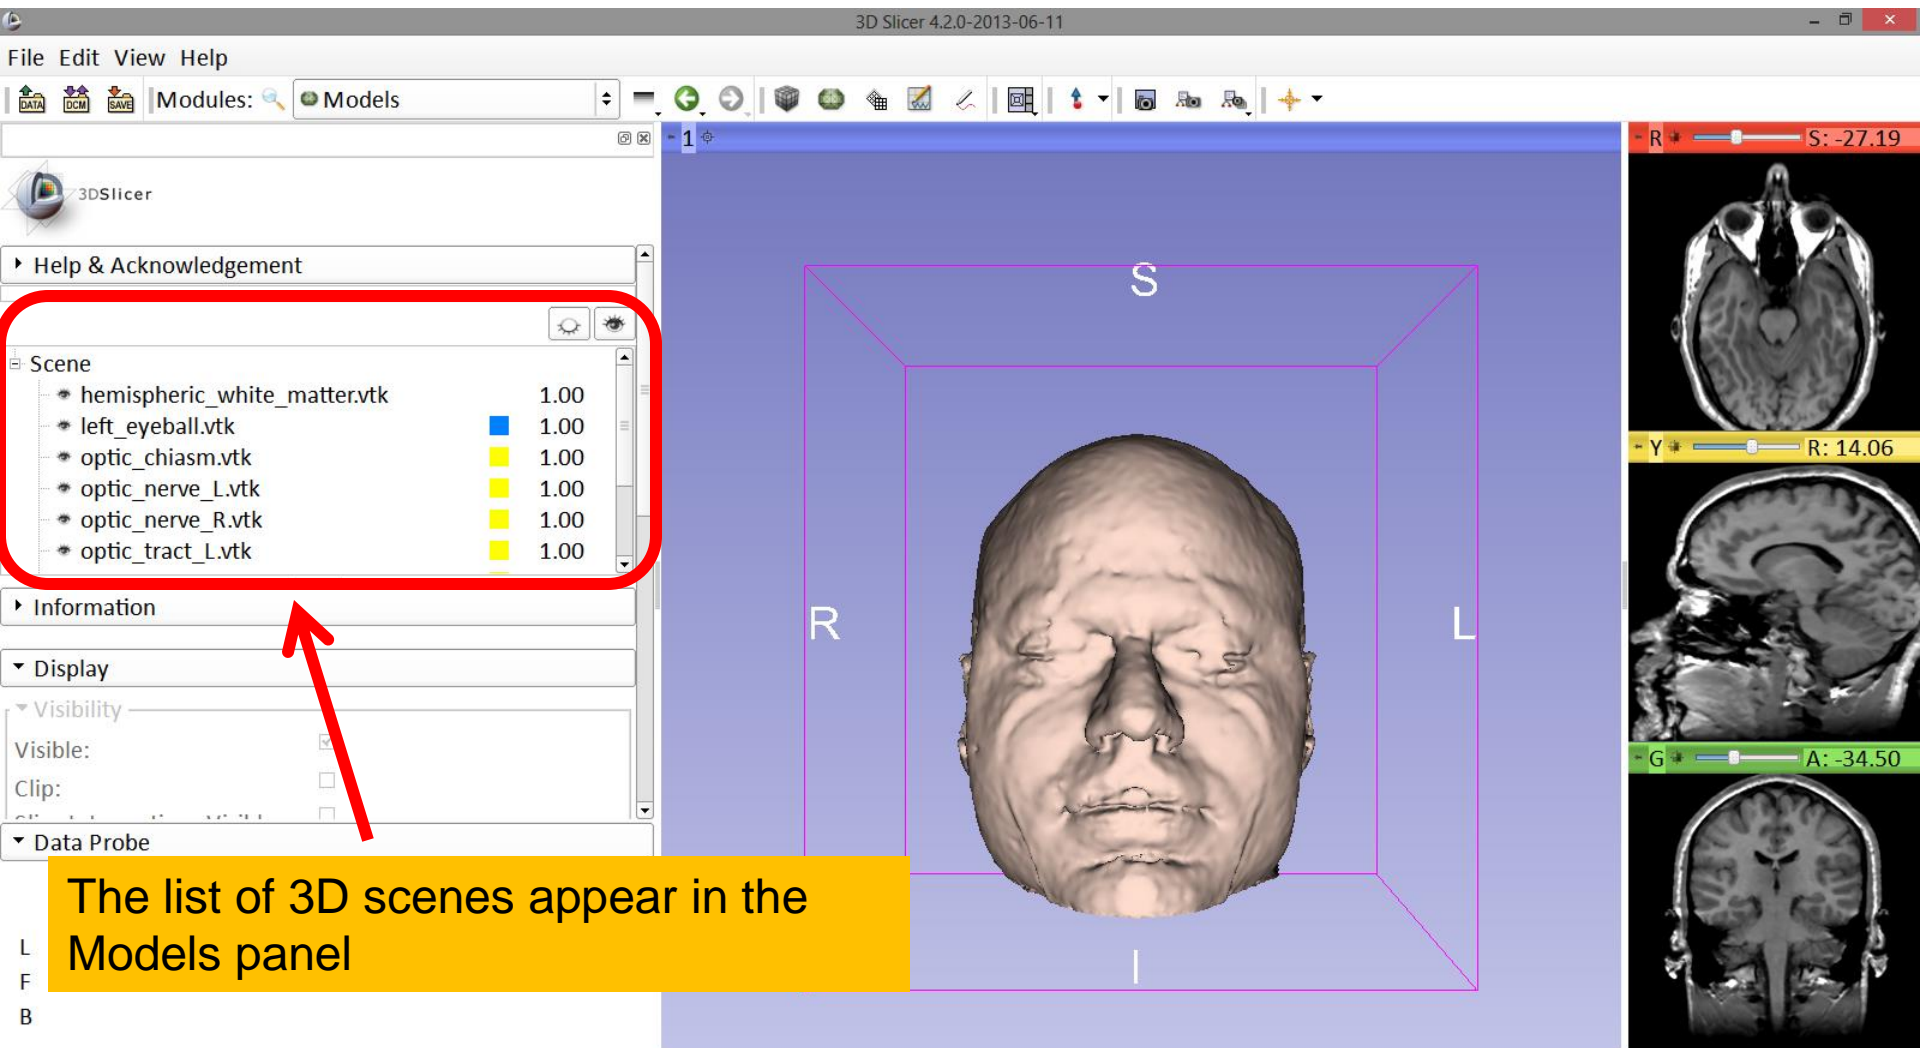 3D Slicer 4.2.0-2013-06-11
File Edit View Help
DATA DCM SAVE Modules: Models
1
R S: -27.19
3DSlicer
Help & Acknowledgement
Scene
hemispheric_white_matter.vtk 1.00
left_eyeball.vtk 1.00
optic_chiasm.vtk 1.00
optic_nerve_L.vtk 1.00
optic_nerve_R.vtk 1.00
optic_tract_L.vtk 1.00
Information
Display
Visibility
Visible:
Clip:
Data Probe
L
F
B
The list of 3D scenes appear in the
Models panel
S
R
L
I
Y R: 14.06
G A: -34.50